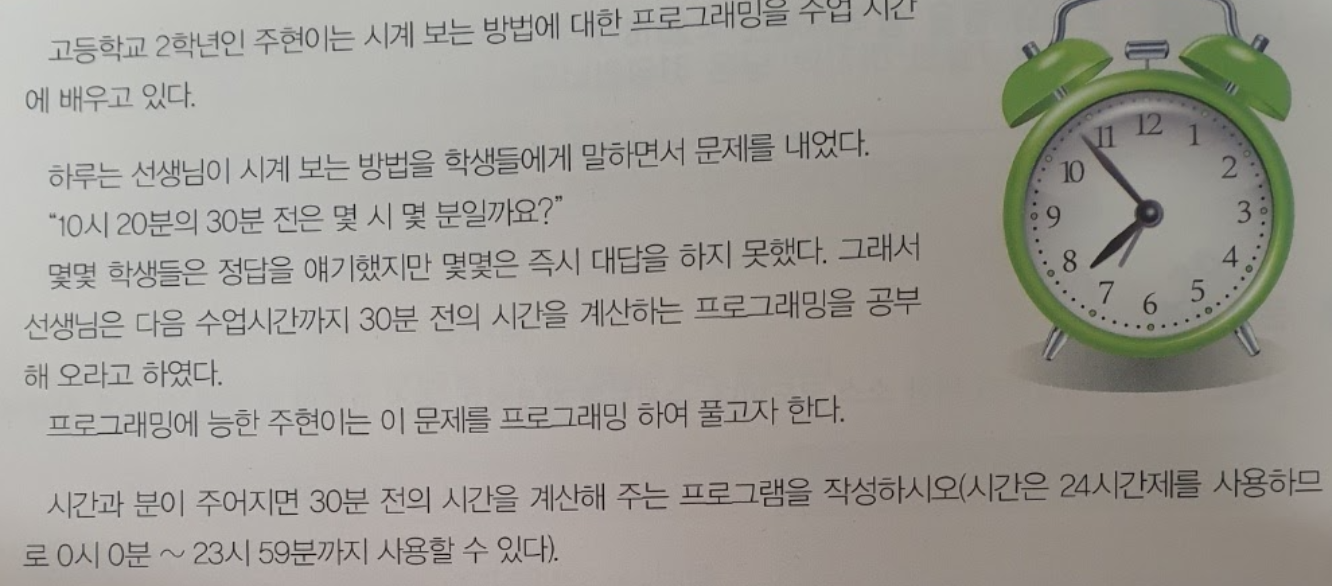 고등학교 2학년인 주현이는 시계 보는 방법에 대한 프로그래밍을 수업 시간
에 배우고 있다.
하루는 선생님이 시계 보는 방법을 학생들에게 말하면서 문제를 내었다.
“10시 20분의 30분 전은 몇 시 몇 분일까요?”
몇몇 학생들은 정답을 얘기했지만 몇몇은 즉시 대답을 하지 못했다. 그래서
선생님은 다음 수업시간까지 30분 전의 시간을 계산하는 프로그래밍을 공부
해 오라고 하였다.
프로그래밍에 능한 주현이는 이 문제를 프로그래밍 하여 풀고자 한다.
시간과 분이 주어지면 30분 전의 시간을 계산해 주는 프로그램을 작성하시오(시간은 24시간제를 사용하므
로 0시 0분 ~ 23시 59분까지 사용할 수 있다).
12
1
2
3
4
5
6
7
8
9
10
11